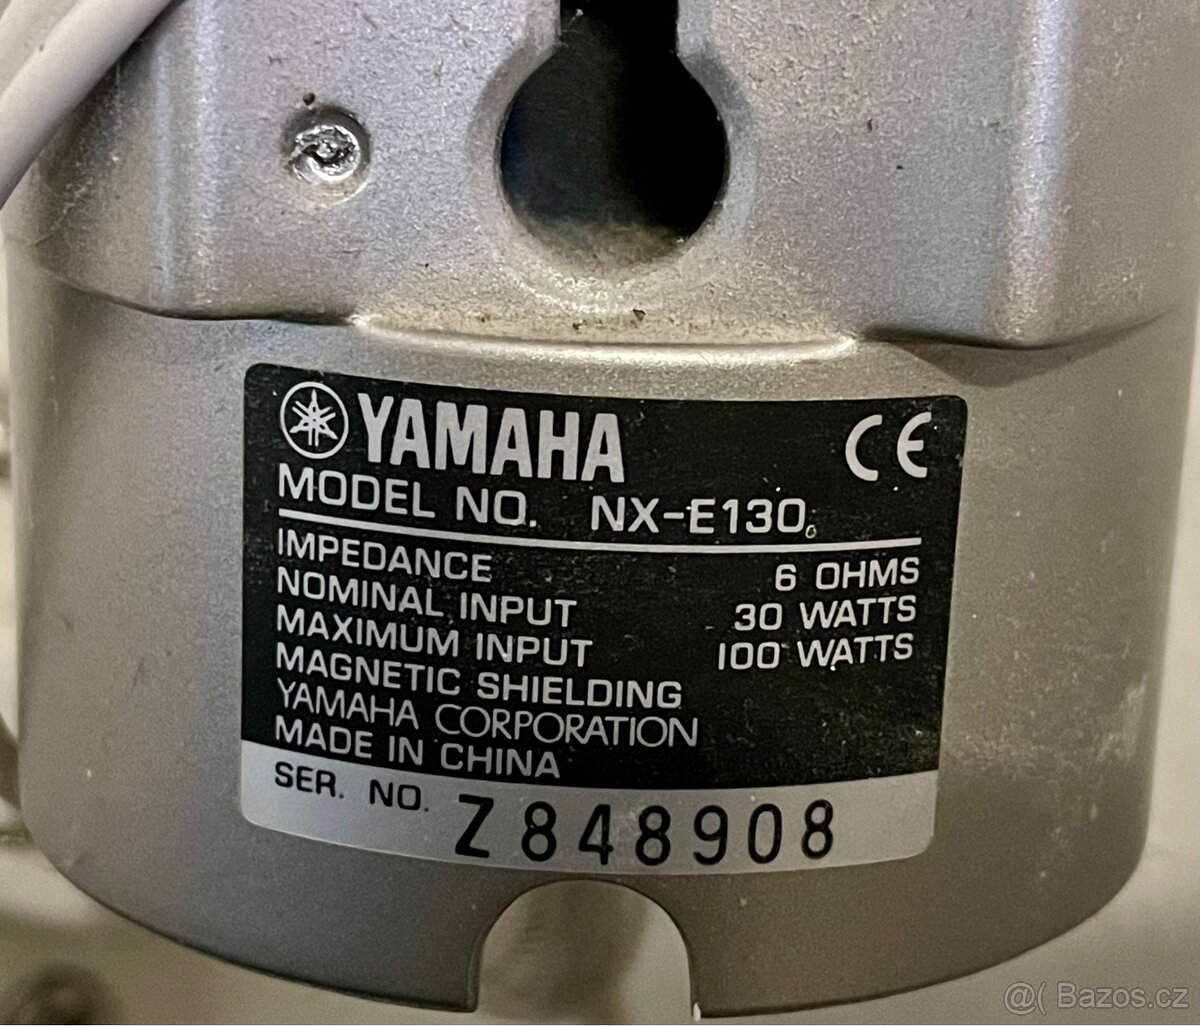 YAMAHA CE
MODEL NO. NX-E130
IMPEDANCE 6 OHMS
NOMINAL INPUT 30 WATTS
MAXIMUM INPUT 100 WATTS
MAGNETIC SHIELDING
YAMAHA CORPORATION
MADE IN CHINA
SER. NO. Z848908
@( Bazos.cz